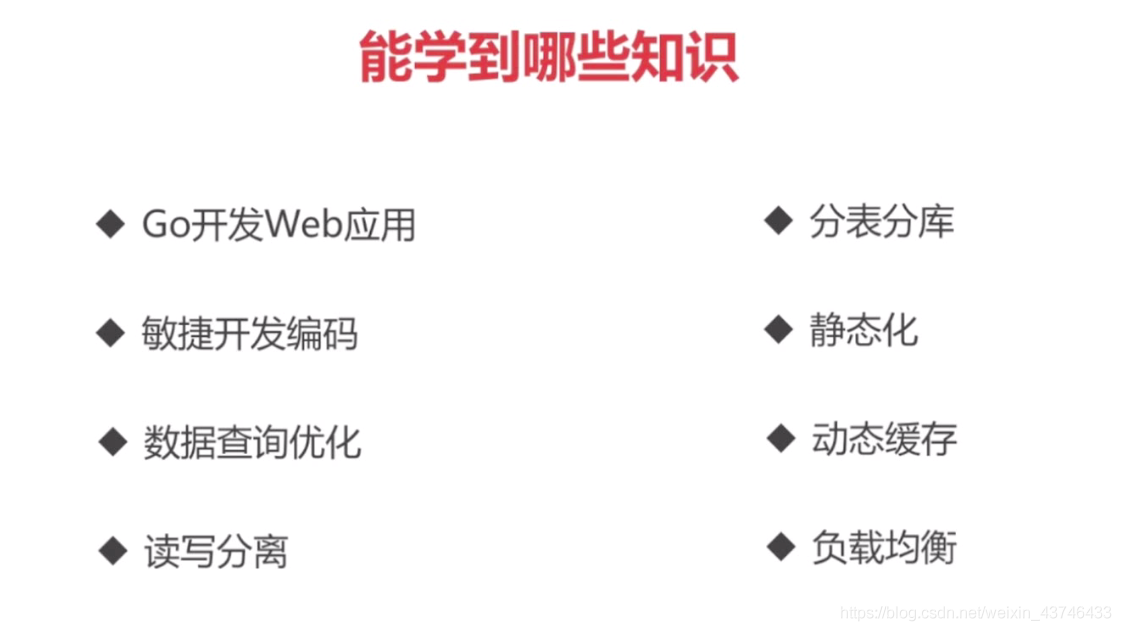 能学到哪些知识
◆ Go开发Web应用
◆ 敏捷开发编码
◆ 数据查询优化
◆ 读写分离
◆ 分表分库
◆ 静态化
◆ 动态缓存
◆ 负载均衡
https://blog.csdn.net/weixin_43746433